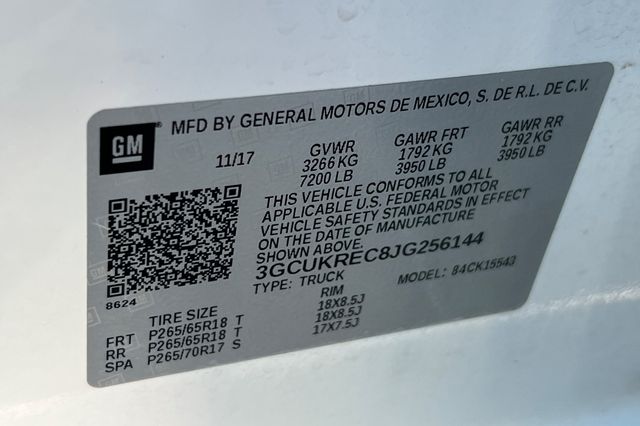 GM
MFD BY GENERAL MOTORS DE MEXICO, S. DE R.L. DE C.V.
11/17 GVWR GAWR FRT GAWR RR
3266 KG 1792 KG 1792 KG
7200 LB 3950 LB 3950 LB
THIS VEHICLE CONFORMS TO ALL
APPLICABLE U.S. FEDERAL MOTOR
VEHICLE SAFETY STANDARDS IN EFFECT
ON THE DATE OF MANUFACTURE
SHOWN ABOVE.
3GCUKREC8JG256144
TYPE: TRUCK MODEL: 84CK15543
8624
TIRE SIZE RIM
FRT P265/65R18 T 18X8.5J
RR P265/65R18 T 18X8.5J
SPA P265/70R17 S 17X7.5J